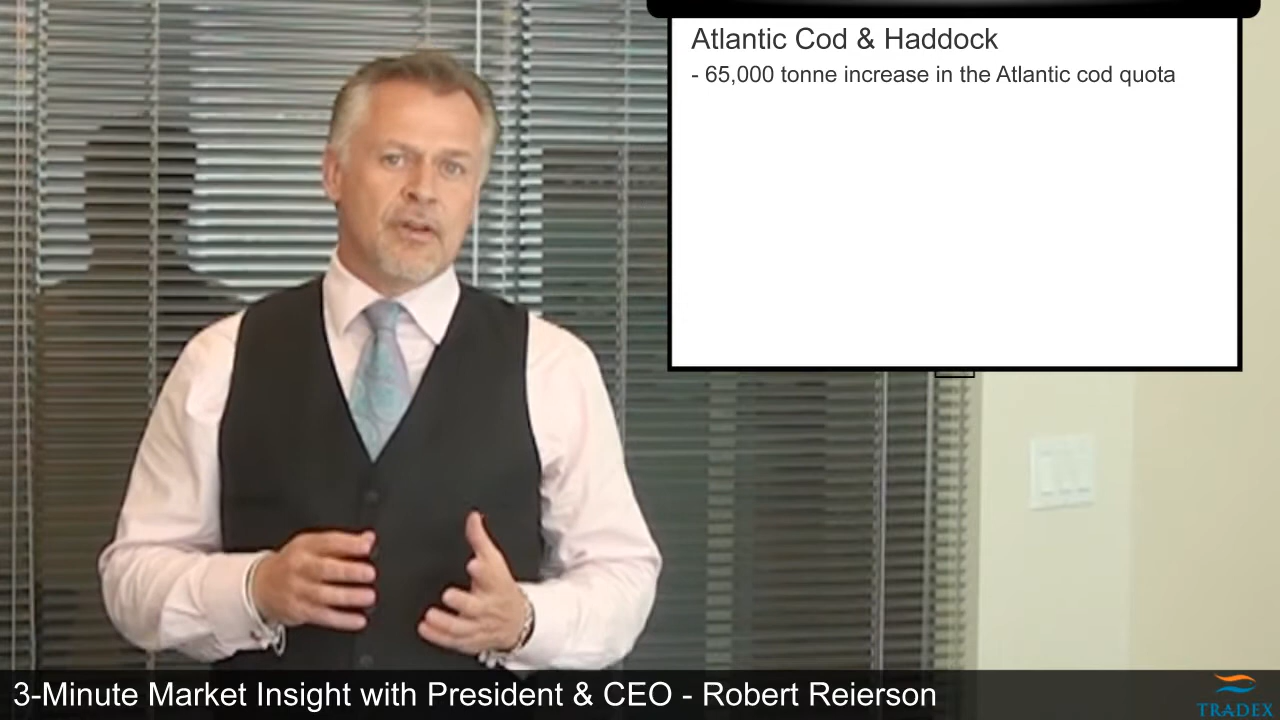 Atlantic Cod & Haddock
- 65,000 tonne increase in the Atlantic cod quota
3-Minute Market Insight with President & CEO - Robert Reierson
TRADEX